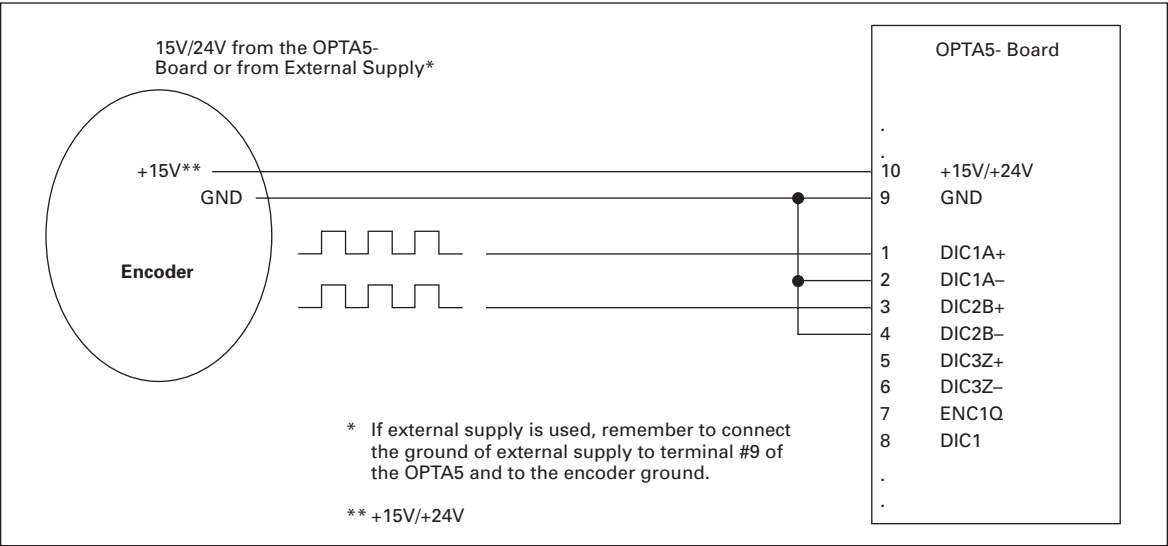 15V/24V from the OPTA5-
Board or from External Supply*
OPTA5- Board
.
.
+15V**
10 +15V/+24V
GND
9 GND
1 DIC1A+
Encoder
2 DIC1A–
3 DIC2B+
4 DIC2B–
5 DIC3Z+
6 DIC3Z–
7 ENC1Q
8 DIC1
.
.
* If external supply is used, remember to connect
the ground of external supply to terminal #9 of
the OPTA5 and to the encoder ground.
** +15V/+24V